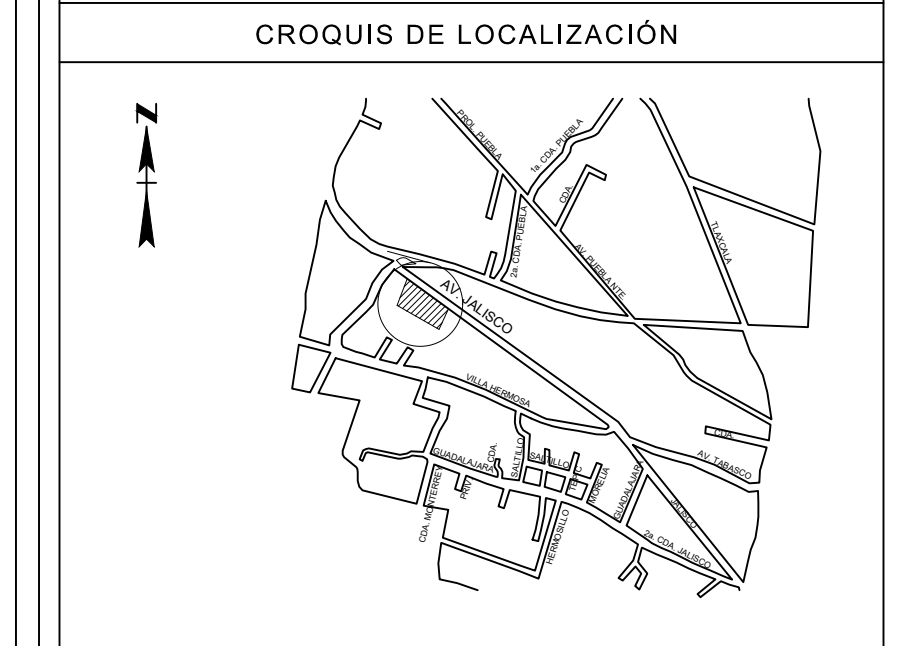 CROQUIS DE LOCALIZACIÓN
N
PROL. PUEBLA
1a. CDA. PUEBLA
CDA.
2a. CDA. PUEBLA
TLAXCALA
AV. PUEBLA NTE
AV. JALISCO
VILLA HERMOSA
CDA.
AV. TABASCO
GUADALAJARA
CDA.
SALTILLO
SALTILLO
MORELIA
GUADALAJARA
JALISCO
PRIV
CDA. MONTERREY
HERMOSILLO
2a. CDA. JALISCO